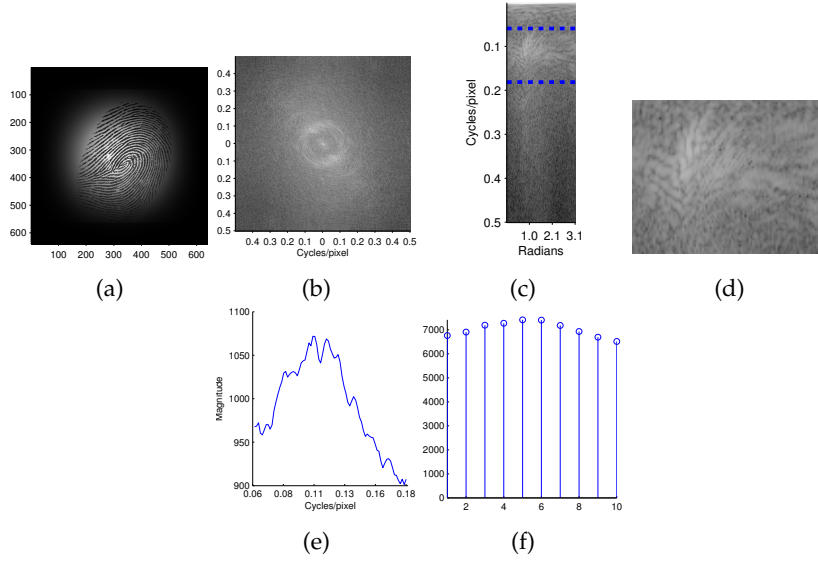 100
200
300
400
500
600
100 200 300 400 500 600
(a)
0.4
0.3
0.2
0.1
0
0.1
0.2
0.3
0.4
0.5
0.4 0.3 0.2 0.1 0 0.1 0.2 0.3 0.4 0.5
Cycles/pixel
(b)
Cycles/pixel
0.1
0.2
0.3
0.4
0.5
1.0 2.1 3.1
Radians
(c)
(d)
Magnitude
1100
1050
1000
950
900
0.06 0.08 0.11 0.13 0.16 0.18
Cycles/pixel
(e)
7000
6000
5000
4000
3000
2000
1000
0
2 4 6 8 10
(f)